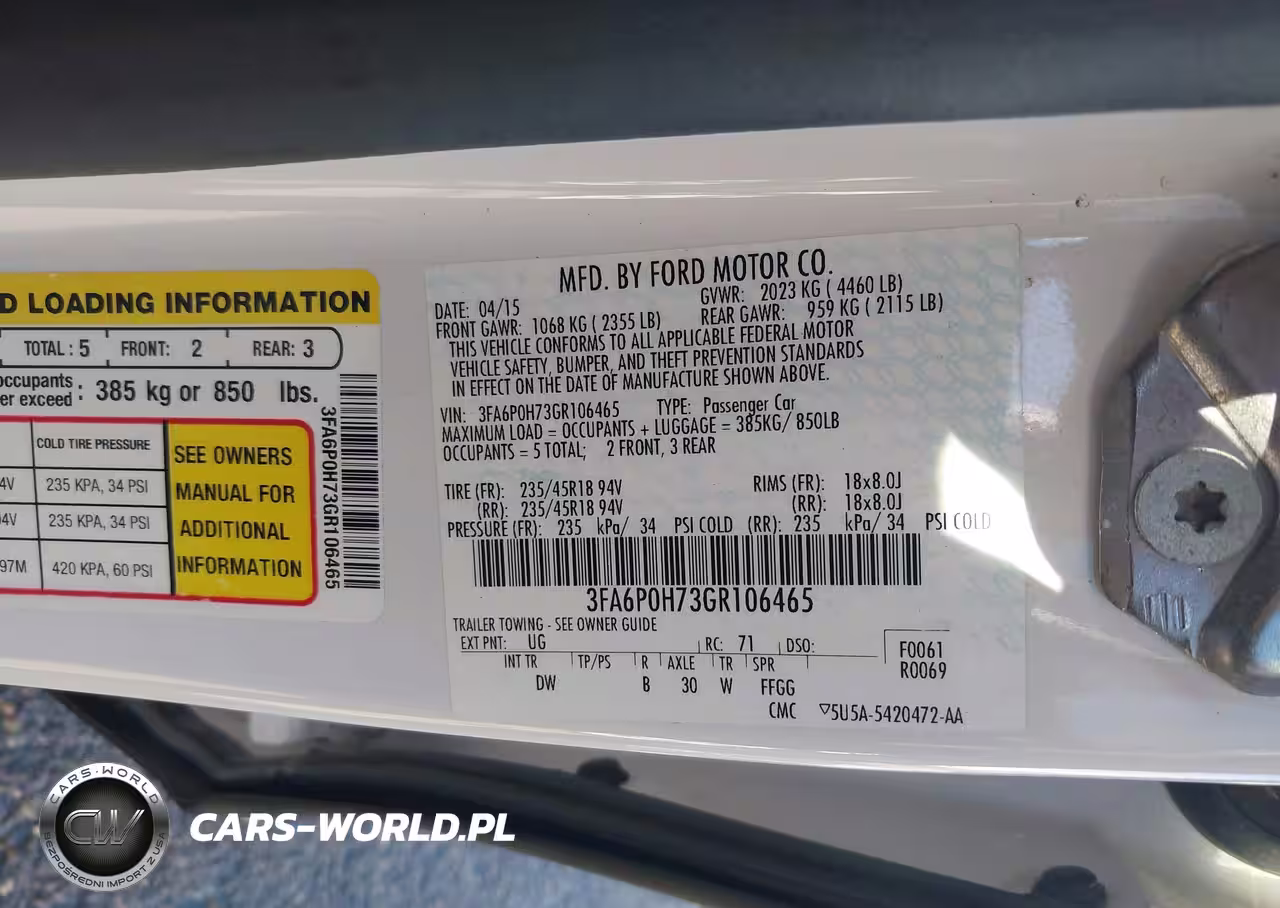 D LOADING INFORMATION
TOTAL: 5 FRONT: 2 REAR: 3
occupants
er exceed : 385 kg or 850 lbs.
COLD TIRE PRESSURE
4V 235 KPA, 34 PSI
4V 235 KPA, 34 PSI
97M 420 KPA, 60 PSI
SEE OWNERS
MANUAL FOR
ADDITIONAL
INFORMATION
3FA6P0H73GR106465
MFD. BY FORD MOTOR CO.
DATE: 04/15 GVWR: 2023 KG ( 4460 LB)
FRONT GAWR: 1068 KG ( 2355 LB) REAR GAWR: 959 KG ( 2115 LB)
THIS VEHICLE CONFORMS TO ALL APPLICABLE FEDERAL MOTOR
VEHICLE SAFETY, BUMPER, AND THEFT PREVENTION STANDARDS
IN EFFECT ON THE DATE OF MANUFACTURE SHOWN ABOVE.
VIN: 3FA6P0H73GR106465 TYPE: Passenger Car
MAXIMUM LOAD = OCCUPANTS + LUGGAGE = 385KG/ 850LB
OCCUPANTS = 5 TOTAL; 2 FRONT, 3 REAR
TIRE (FR): 235/45R18 94V RIMS (FR): 18x8.0J
(RR): 235/45R18 94V (RR): 18x8.0J
PRESSURE (FR): 235 kPa/ 34 PSI COLD (RR): 235 kPa/ 34 PSI COLD
3FA6P0H73GR106465
TRAILER TOWING - SEE OWNER GUIDE
EXT PNT: UG RC: 71 DSO:
INT TR TP/PS R AXLE TR SPR
DW B 30 W FFGG
F0061
R0069
CMC ▽5U5A-5420472-AA
CARS-WORLD
CW
BEZPOŚREDNI IMPORT Z USA
CARS-WORLD.PL